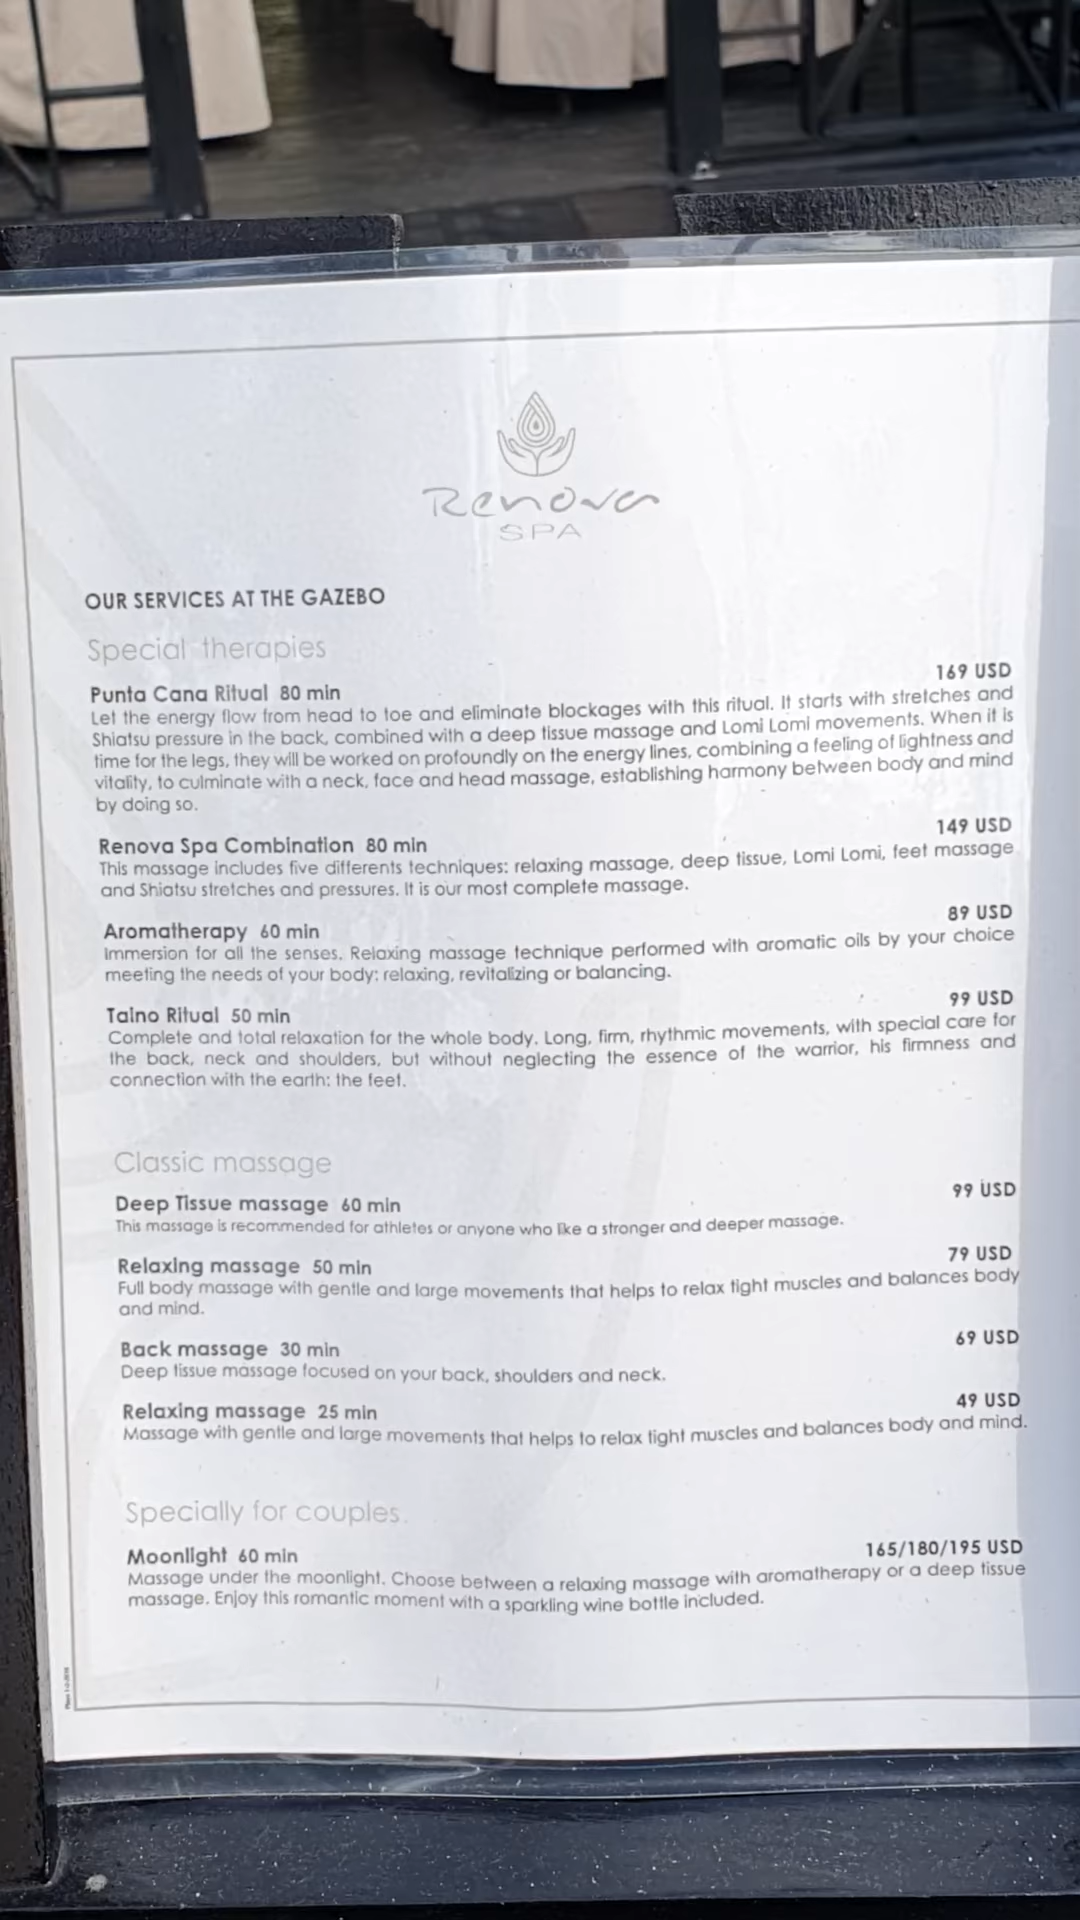 Renova
SPA
OUR SERVICES AT THE GAZEBO
Special therapies
Punta Cana Ritual 80 min 169 USD
Let the energy flow from head to toe and eliminate blockages with this ritual. It starts with stretches and
Shiatsu pressure in the back, combined with a deep tissue massage and Lomi Lomi movements. When it is
time for the legs, they will be worked on profoundly on the energy lines, combining a feeling of lightness and
vitality, to culminate with a neck, face and head massage, establishing harmony between body and mind
by doing so.
Renova Spa Combination 80 min 149 USD
This massage includes five differents techniques: relaxing massage, deep tissue, Lomi Lomi, feet massage
and Shiatsu stretches and pressures. It is our most complete massage.
Aromatherapy 60 min 89 USD
Immersion for all the senses. Relaxing massage technique performed with aromatic oils by your choice
meeting the needs of your body: relaxing, revitalizing or balancing.
Taino Ritual 50 min 99 USD
Complete and total relaxation for the whole body. Long, firm, rhythmic movements, with special care for
the back, neck and shoulders, but without neglecting the essence of the warrior, his firmness and
connection with the earth: the feet.
Classic massage
Deep Tissue massage 60 min 99 USD
This massage is recommended for athletes or anyone who like a stronger and deeper massage.
Relaxing massage 50 min 79 USD
Full body massage with gentle and large movements that helps to relax tight muscles and balances body
and mind.
Back massage 30 min 69 USD
Deep tissue massage focused on your back, shoulders and neck.
Relaxing massage 25 min 49 USD
Massage with gentle and large movements that helps to relax tight muscles and balances body and mind.
Specially for couples.
Moonlight 60 min 165/180/195 USD
Massage under the moonlight. Choose between a relaxing massage with aromatherapy or a deep tissue
massage. Enjoy this romantic moment with a sparkling wine bottle included.